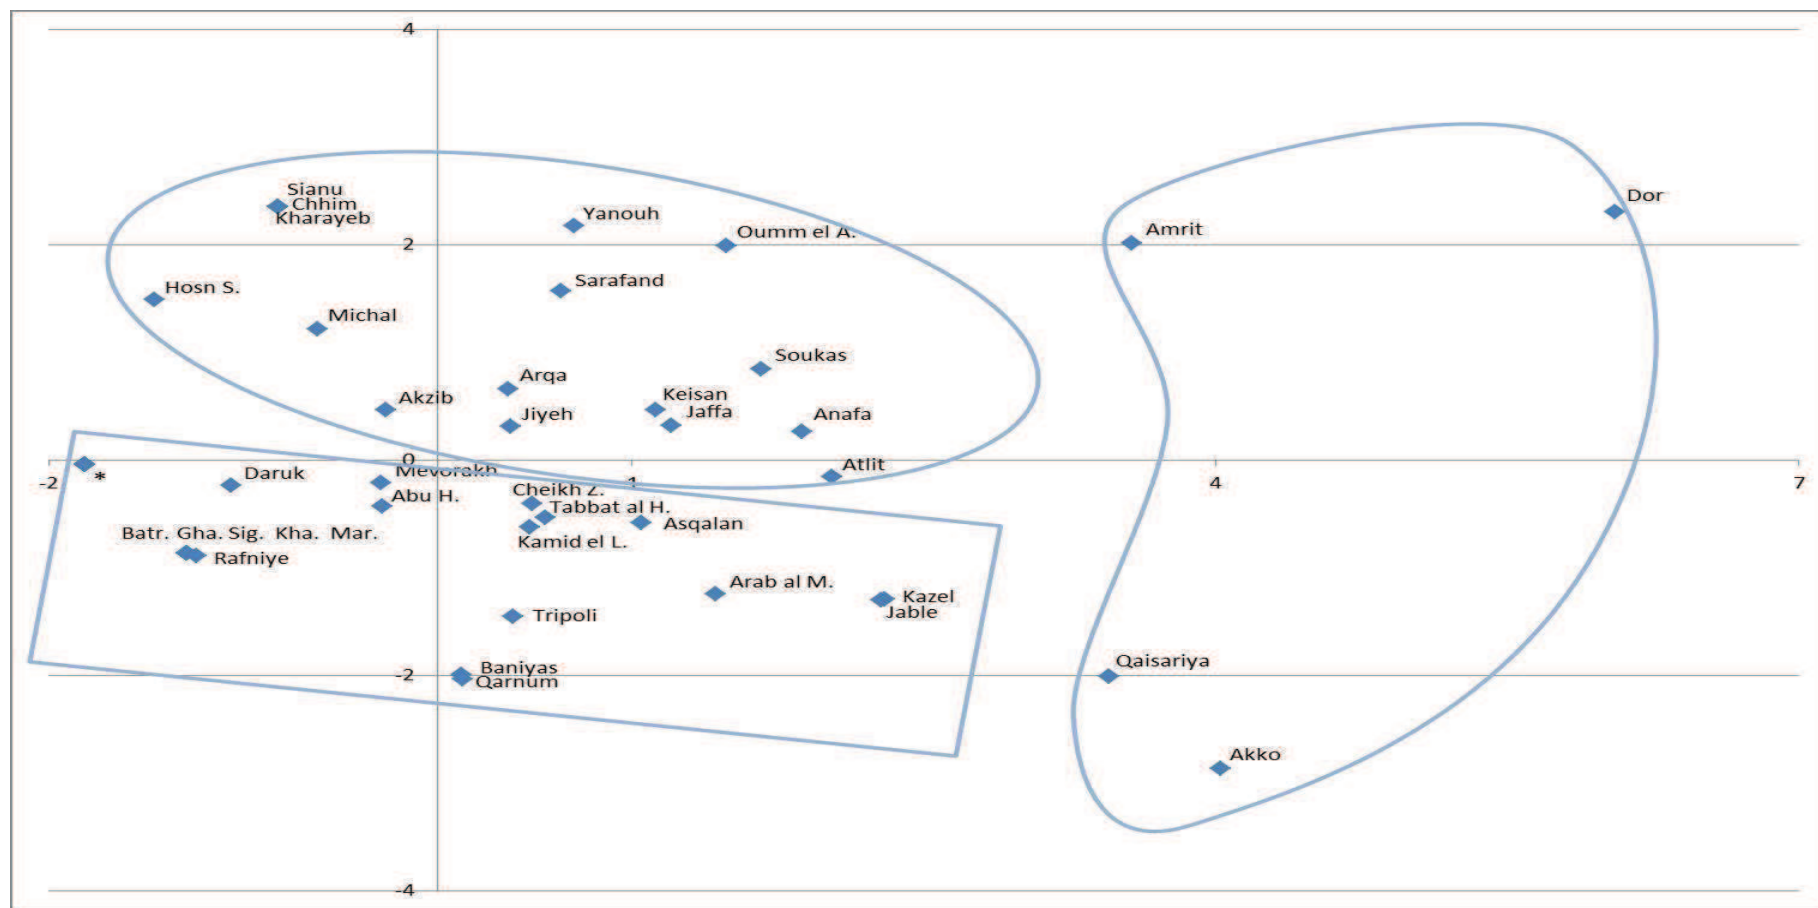 4
Sianu
Chhim
Kharayeb
Yanouh
Oumm el A.
Dor
Amrit
2
Sarafand
Hosn S.
Michal
Soukas
Arqa
Akzib
Keisan
Jaffa
Jiyeh
Anafa
0
-2
*
Daruk
Mevorakh
Atlit
1
4
7
Abu H.
Cheikh Z.
Tabbat al H.
Asqalan
Batr. Gha. Sig. Kha. Mar.
Kamid el L.
Rafniye
Arab al M.
Kazel
Jable
Tripoli
Baniyas
Qarnum
-2
Qaisariya
Akko
-4